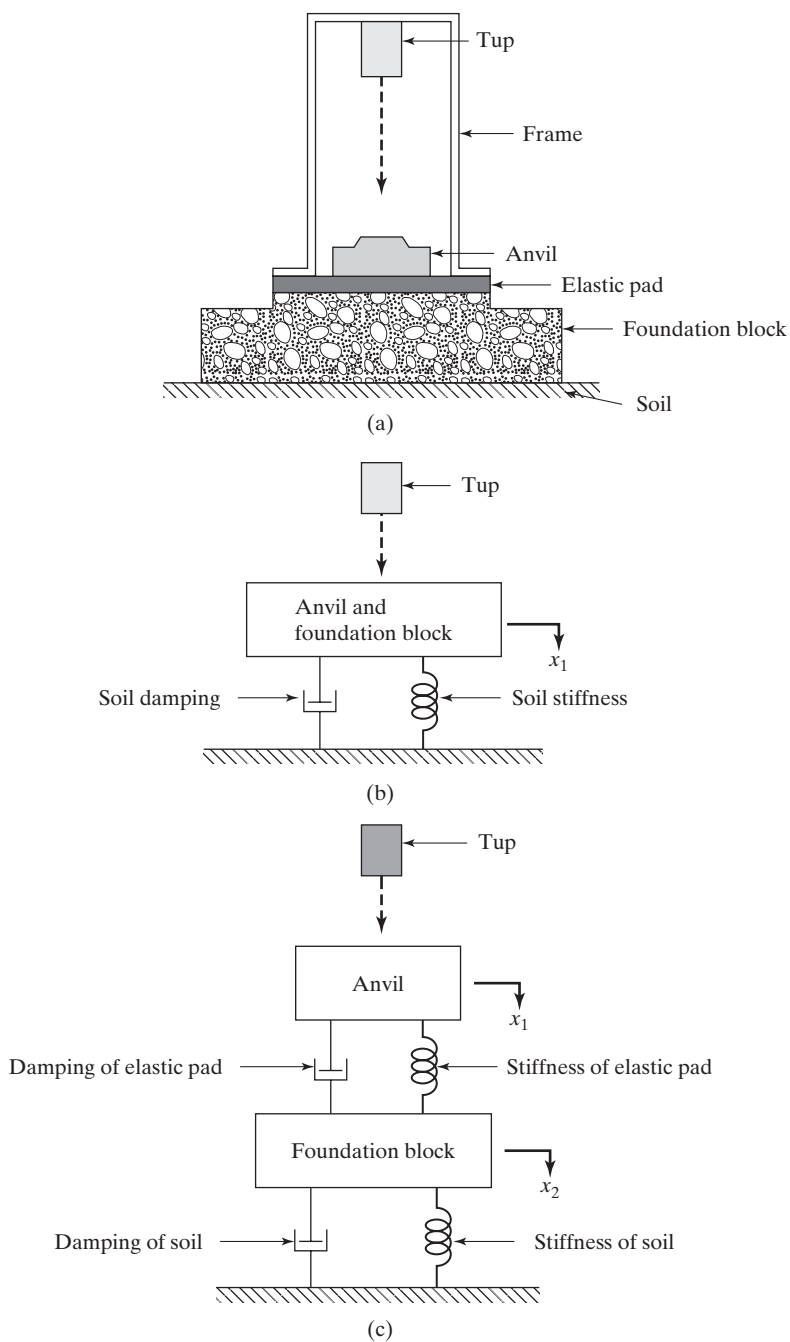 Tup
Frame
Anvil
Elastic pad
Foundation block
Soil
(a)
Tup
Anvil and
foundation block
x₁
Soil damping
Soil stiffness
(b)
Tup
Anvil
x₁
Damping of elastic pad
Stiffness of elastic pad
Foundation block
x₂
Damping of soil
Stiffness of soil
(c)